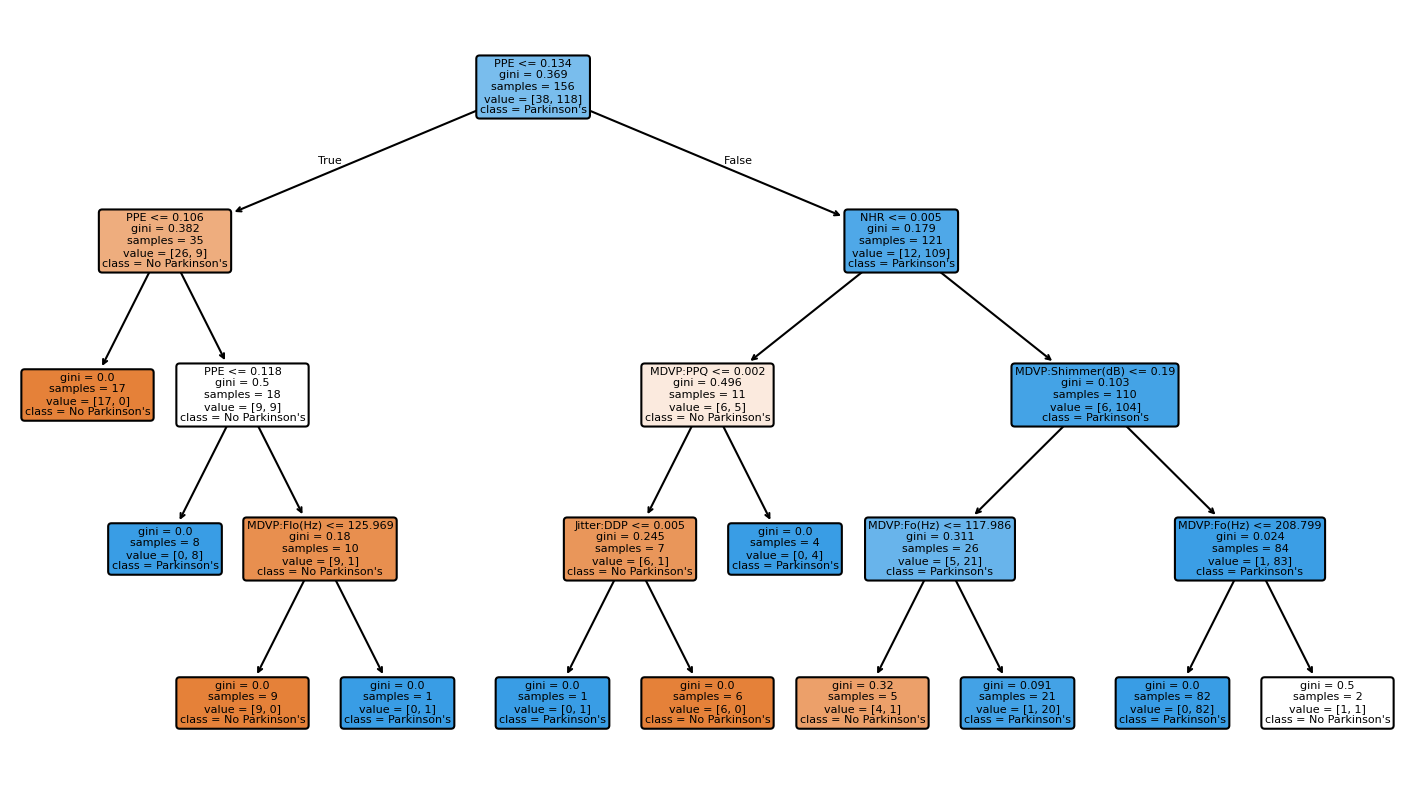 PPE <= 0.134
gini = 0.369
samples = 156
value = [38, 118]
class = Parkinson's
True
False
PPE <= 0.106
gini = 0.382
samples = 35
value = [26, 9]
class = No Parkinson's
NHR <= 0.005
gini = 0.179
samples = 121
value = [12, 109]
class = Parkinson's
gini = 0.0
samples = 17
value = [17, 0]
class = No Parkinson's
PPE <= 0.118
gini = 0.5
samples = 18
value = [9, 9]
class = No Parkinson's
MDVP:PPQ <= 0.002
gini = 0.496
samples = 11
value = [6, 5]
class = No Parkinson's
MDVP:Shimmer(dB) <= 0.19
gini = 0.103
samples = 110
value = [6, 104]
class = Parkinson's
gini = 0.0
samples = 8
value = [0, 8]
class = Parkinson's
MDVP:Flo(Hz) <= 125.969
gini = 0.18
samples = 10
value = [9, 1]
class = No Parkinson's
Jitter:DDP <= 0.005
gini = 0.245
samples = 7
value = [6, 1]
class = No Parkinson's
gini = 0.0
samples = 4
value = [0, 4]
class = Parkinson's
MDVP:Fo(Hz) <= 117.986
gini = 0.311
samples = 26
value = [5, 21]
class = Parkinson's
MDVP:Fo(Hz) <= 208.799
gini = 0.024
samples = 84
value = [1, 83]
class = Parkinson's
gini = 0.0
samples = 9
value = [9, 0]
class = No Parkinson's
gini = 0.0
samples = 1
value = [0, 1]
class = Parkinson's
gini = 0.0
samples = 1
value = [0, 1]
class = Parkinson's
gini = 0.0
samples = 6
value = [6, 0]
class = No Parkinson's
gini = 0.32
samples = 5
value = [4, 1]
class = No Parkinson's
gini = 0.091
samples = 21
value = [1, 20]
class = Parkinson's
gini = 0.0
samples = 82
value = [0, 82]
class = Parkinson's
gini = 0.5
samples = 2
value = [1, 1]
class = No Parkinson's